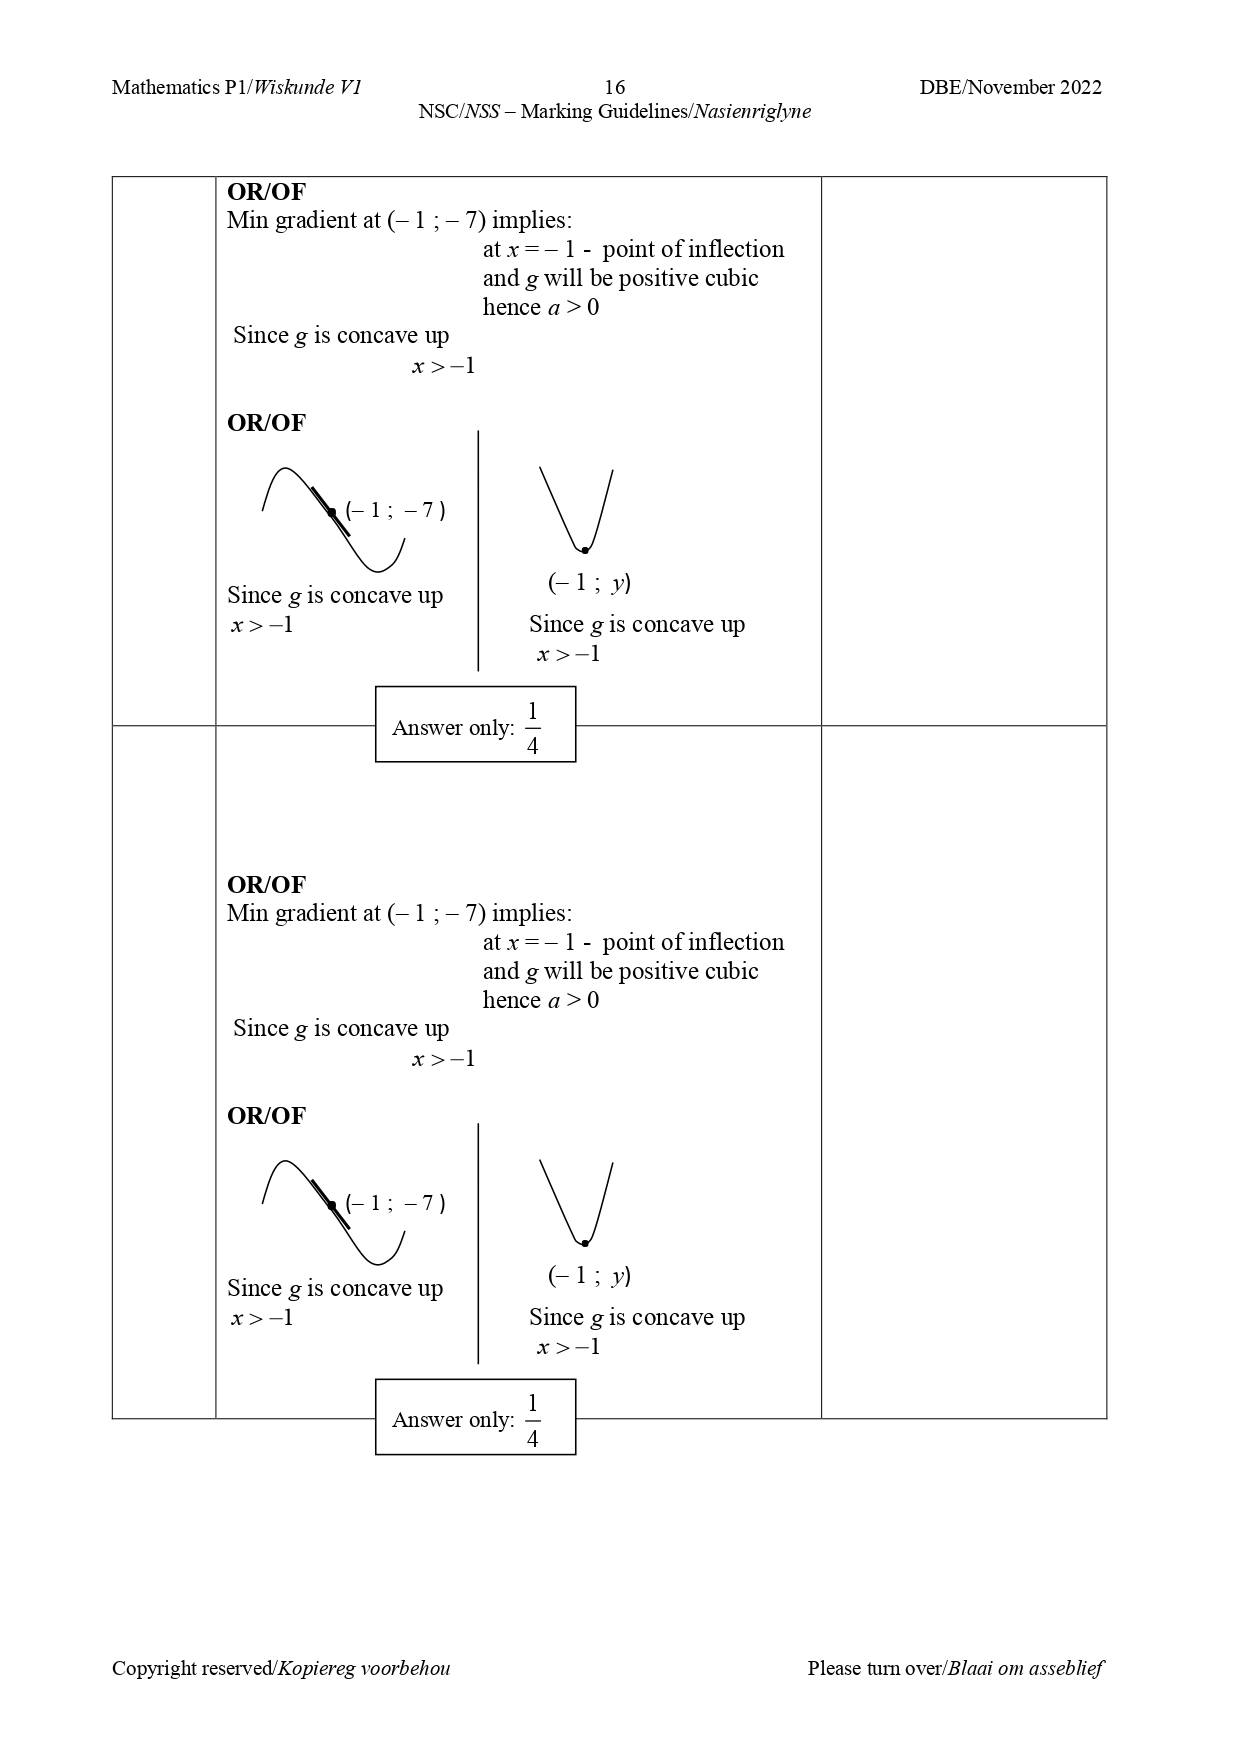 Mathematics P1/Wiskunde V1 16 DBE/November 2022
NSC/NSS – Marking Guidelines/Nasienriglyne
OR/OF
Min gradient at (– 1 ; – 7) implies:
at x = – 1 - point of inflection
and g will be positive cubic
hence a > 0
Since g is concave up
x > –1
OR/OF
(– 1 ; – 7 )
Since g is concave up
x > –1
(– 1 ; y)
Since g is concave up
x > –1
Answer only: 1/4
OR/OF
Min gradient at (– 1 ; – 7) implies:
at x = – 1 - point of inflection
and g will be positive cubic
hence a > 0
Since g is concave up
x > –1
OR/OF
(– 1 ; – 7 )
Since g is concave up
x > –1
(– 1 ; y)
Since g is concave up
x > –1
Answer only: 1/4
Copyright reserved/Kopiereg voorbehou Please turn over/Blaai om asseblief